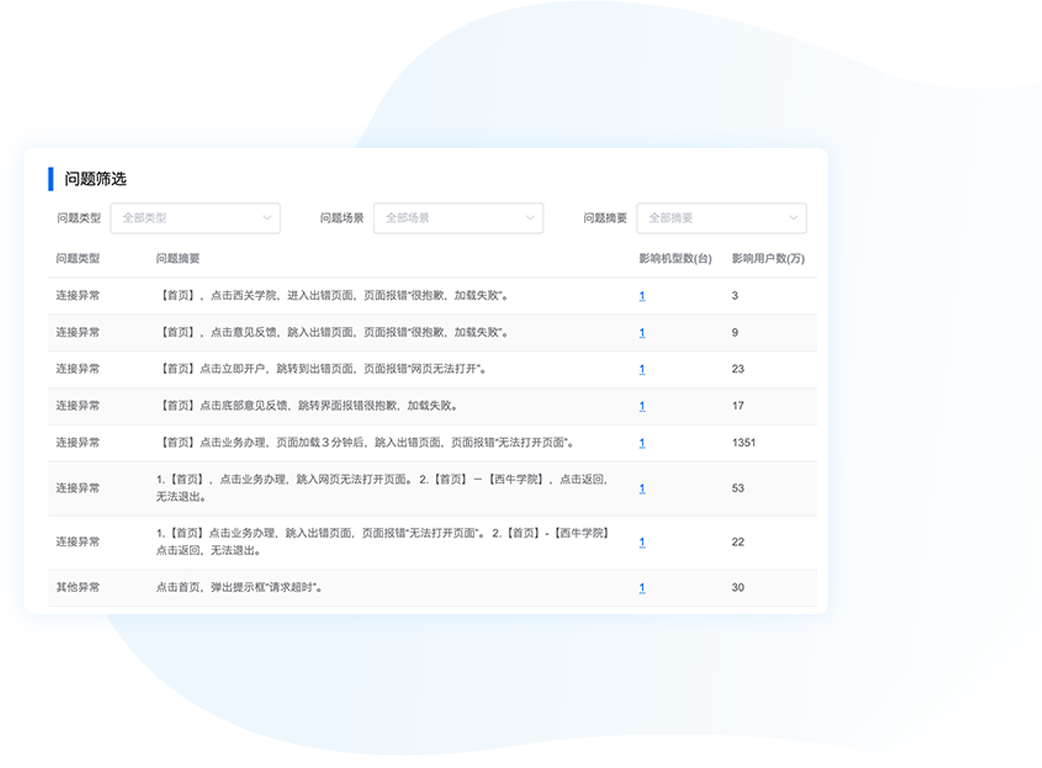 问题筛选
问题类型 全部类型 问题场景 全部场景 问题摘要 全部摘要
问题类型 问题摘要 影响机型数(台) 影响用户数(万)
连接异常 【首页】，点击西关学院，进入出错页面，页面报错“很抱歉，加载失败”。 1 3
连接异常 【首页】，点击意见反馈，跳入出错页面，页面报错“很抱歉，加载失败”。 1 9
连接异常 【首页】点击立即开户，跳转到出错页面，页面报错“网页无法打开”。 1 23
连接异常 【首页】点击底部意见反馈，跳转界面报错很抱歉，加载失败。 1 17
连接异常 【首页】点击业务办理，页面加载３分钟后，跳入出错页面，页面报错“无法打开页面”。 1 1351
连接异常 1.【首页】，点击业务办理，跳入网页无法打开页面。 2.【首页】－【西牛学院】，点击返回，
无法退出。 1 53
连接异常 1.【首页】点击业务办理，跳入出错页面，页面报错“无法打开页面”。 2.【首页】-【西牛学院】
点击返回，无法退出。 1 22
其他异常 点击首页，弹出提示框“请求超时”。 1 30